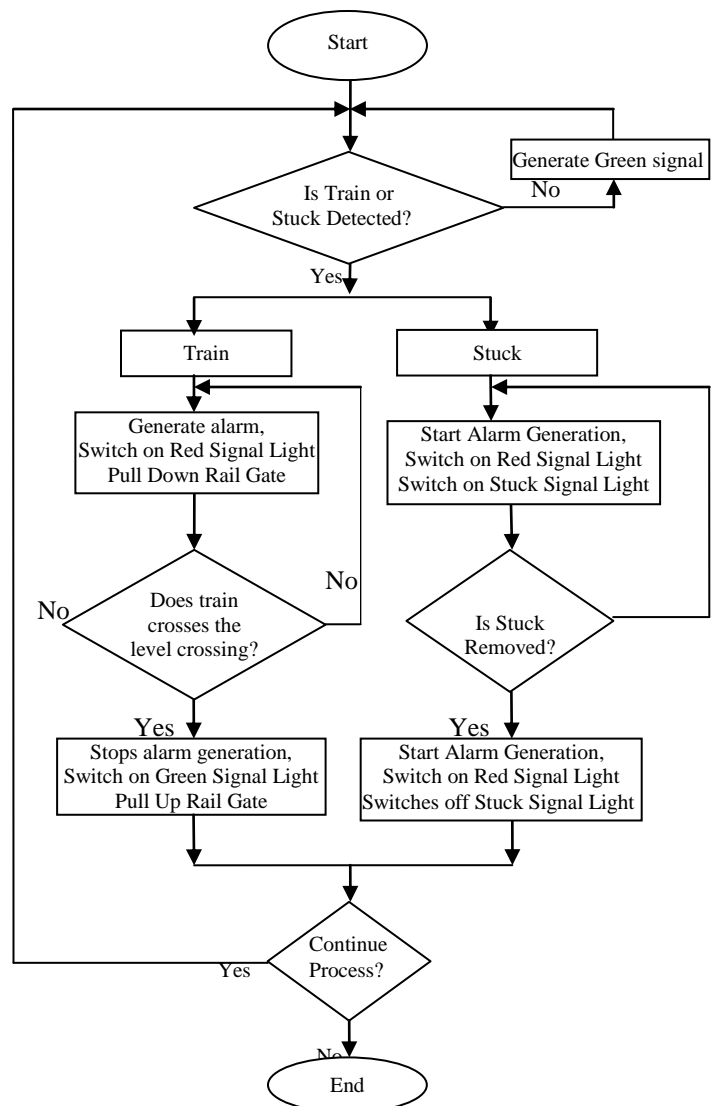 Start
Generate Green signal
No
Is Train or
Stuck Detected?
Yes
Train
Stuck
Generate alarm,
Switch on Red Signal Light
Pull Down Rail Gate
Start Alarm Generation,
Switch on Red Signal Light
Switch on Stuck Signal Light
No
No
Does train
crosses the
level crossing?
Is Stuck
Removed?
Yes
Yes
Stops alarm generation,
Switch on Green Signal Light
Pull Up Rail Gate
Start Alarm Generation,
Switch on Red Signal Light
Switches off Stuck Signal Light
Continue
Process?
Yes
No
End